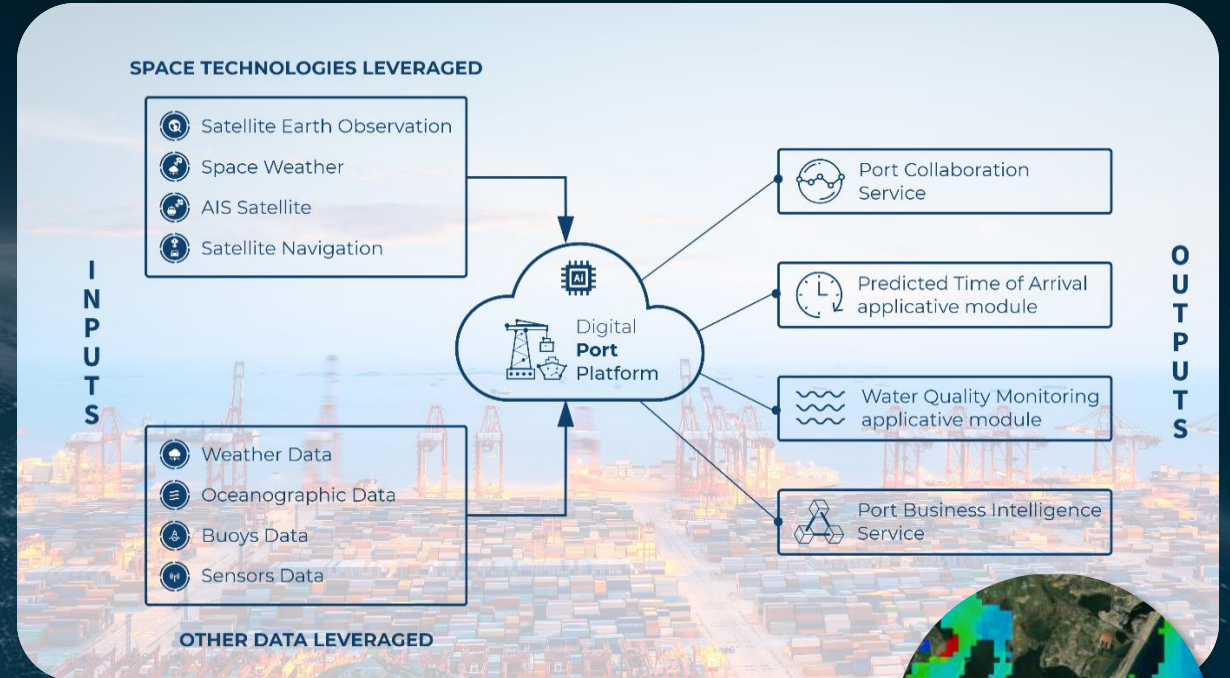 SPACE TECHNOLOGIES LEVERAGED
Satellite Earth Observation
Space Weather
AIS Satellite
Satellite Navigation
INPUTS
Weather Data
Oceanographic Data
Buoys Data
Sensors Data
OTHER DATA LEVERAGED
Ai
Digital
Port
Platform
Port Collaboration
Service
Predicted Time of Arrival
applicative module
Water Quality Monitoring
applicative module
Port Business Intelligence
Service
OUTPUTS